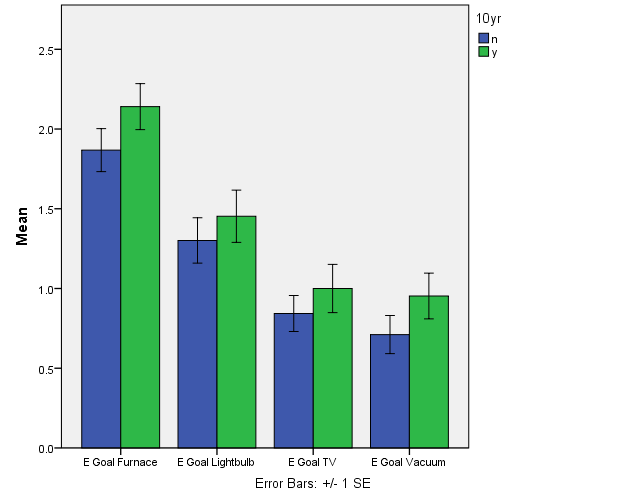 10yr
n
y
2.5
2.0
1.5
1.0
0.5
0.0
Mean
E Goal Furnace
E Goal Lightbulb
E Goal TV
E Goal Vacuum
Error Bars: +/- 1 SE